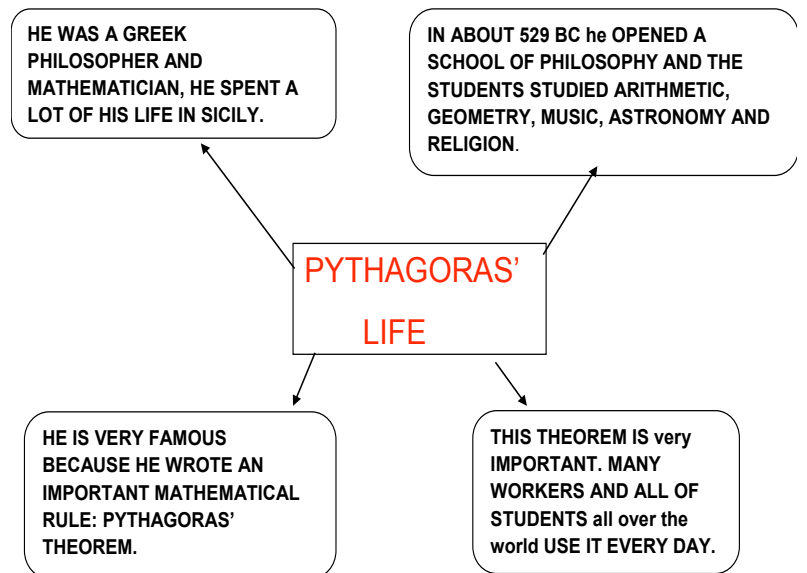 HE WAS A GREEK
PHILOSOPHER AND
MATHEMATICIAN, HE SPENT A
LOT OF HIS LIFE IN SICILY.
IN ABOUT 529 BC he OPENED A
SCHOOL OF PHILOSOPHY AND THE
STUDENTS STUDIED ARITHMETIC,
GEOMETRY, MUSIC, ASTRONOMY AND
RELIGION.
PYTHAGORAS’
LIFE
HE IS VERY FAMOUS
BECAUSE HE WROTE AN
IMPORTANT MATHEMATICAL
RULE: PYTHAGORAS’
THEOREM.
THIS THEOREM IS very
IMPORTANT. MANY
WORKERS AND ALL OF
STUDENTS all over the
world USE IT EVERY DAY.